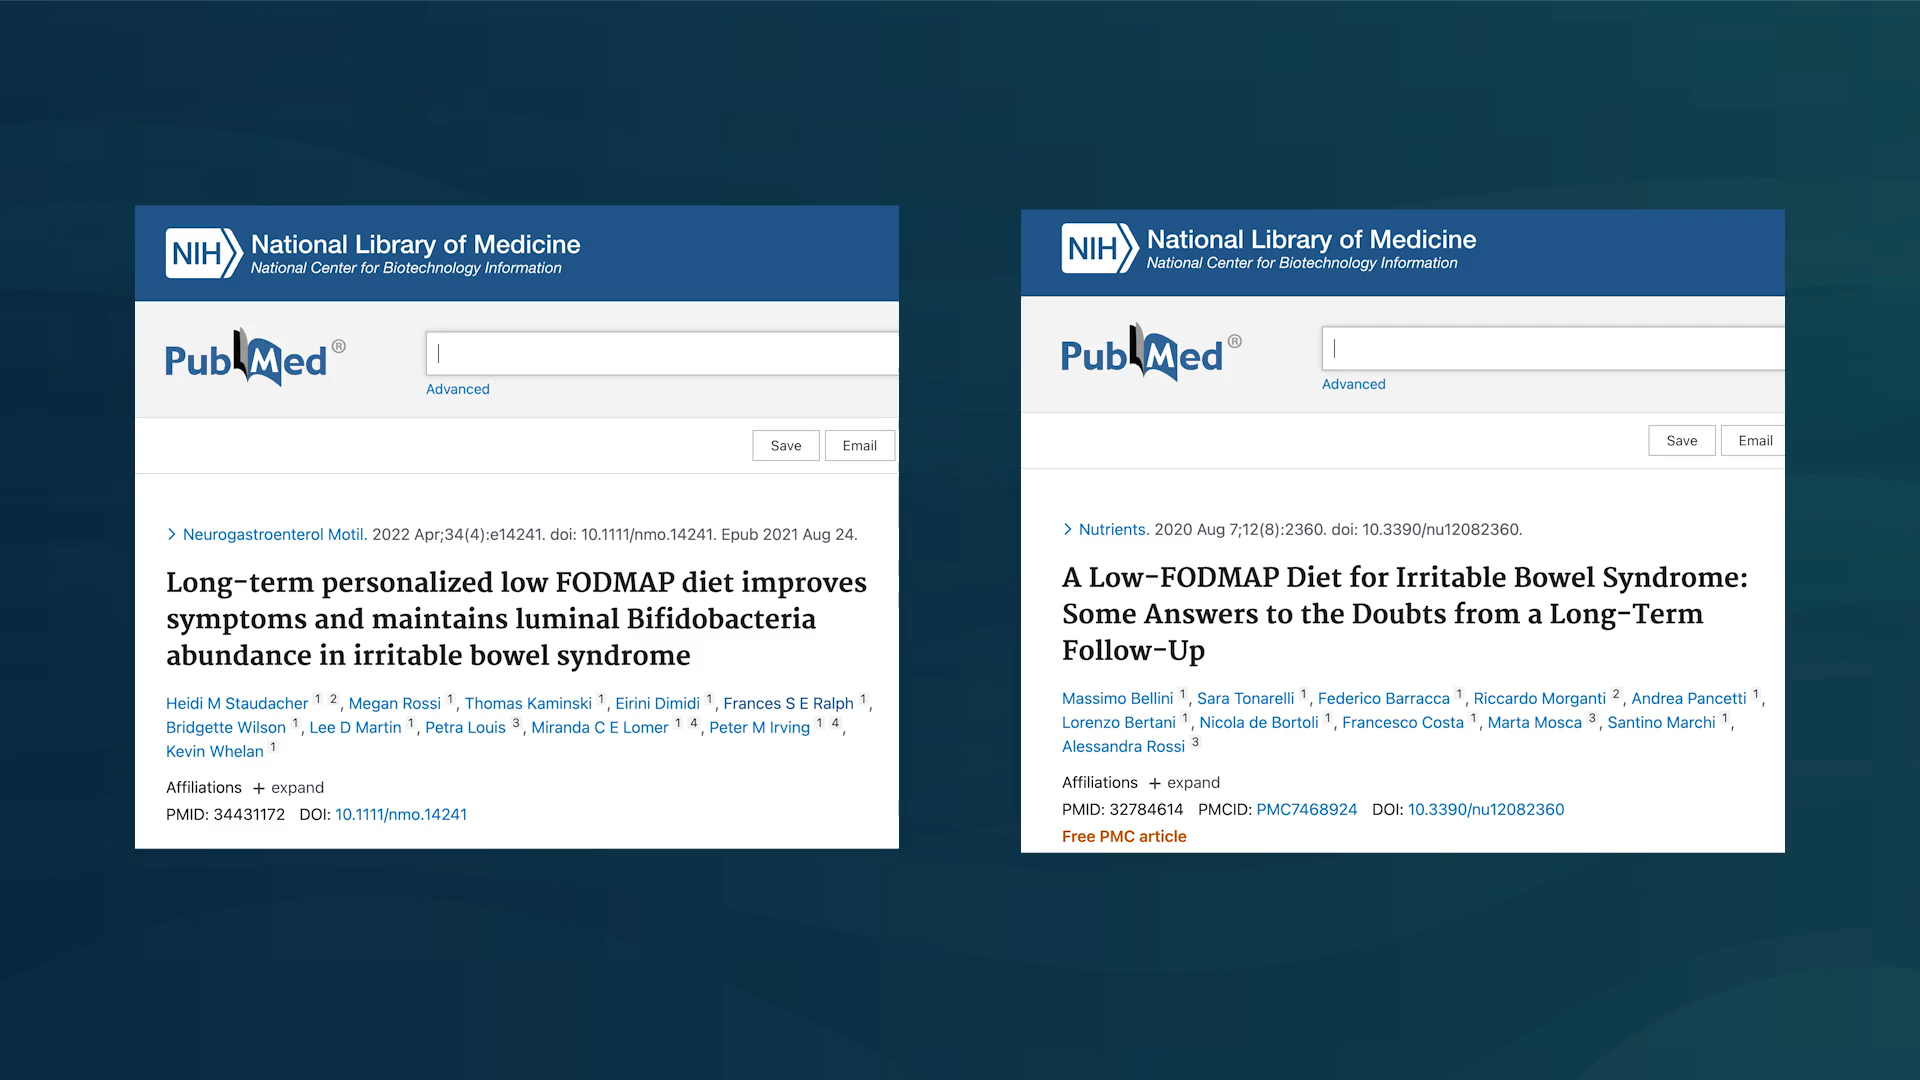 NIH National Library of Medicine
National Center for Biotechnology Information
PubMed®
Advanced
Save Email
Neurogastroenterol Motil. 2022 Apr;34(4):e14241. doi: 10.1111/nmo.14241. Epub 2021 Aug 24.
Long-term personalized low FODMAP diet improves
symptoms and maintains luminal Bifidobacteria
abundance in irritable bowel syndrome
Heidi M Staudacher 1 2, Megan Rossi 1, Thomas Kaminski 1, Eirini Dimidi 1, Frances S E Ralph 1,
Bridgette Wilson 1, Lee D Martin 1, Petra Louis 3, Miranda C E Lomer 1 4, Peter M Irving 1 4,
Kevin Whelan 1
Affiliations + expand
PMID: 34431172 DOI: 10.1111/nmo.14241
NIH National Library of Medicine
National Center for Biotechnology Information
PubMed®
Advanced
Save Email
Nutrients. 2020 Aug 7;12(8):2360. doi: 10.3390/nu12082360.
A Low-FODMAP Diet for Irritable Bowel Syndrome:
Some Answers to the Doubts from a Long-Term
Follow-Up
Massimo Bellini 1, Sara Tonarelli 1, Federico Barracca 1, Riccardo Morganti 2, Andrea Pancetti 1,
Lorenzo Bertani 1, Nicola de Bortoli 1, Francesco Costa 1, Marta Mosca 3, Santino Marchi 1,
Alessandra Rossi 3
Affiliations + expand
PMID: 32784614 PMCID: PMC7468924 DOI: 10.3390/nu12082360
Free PMC article